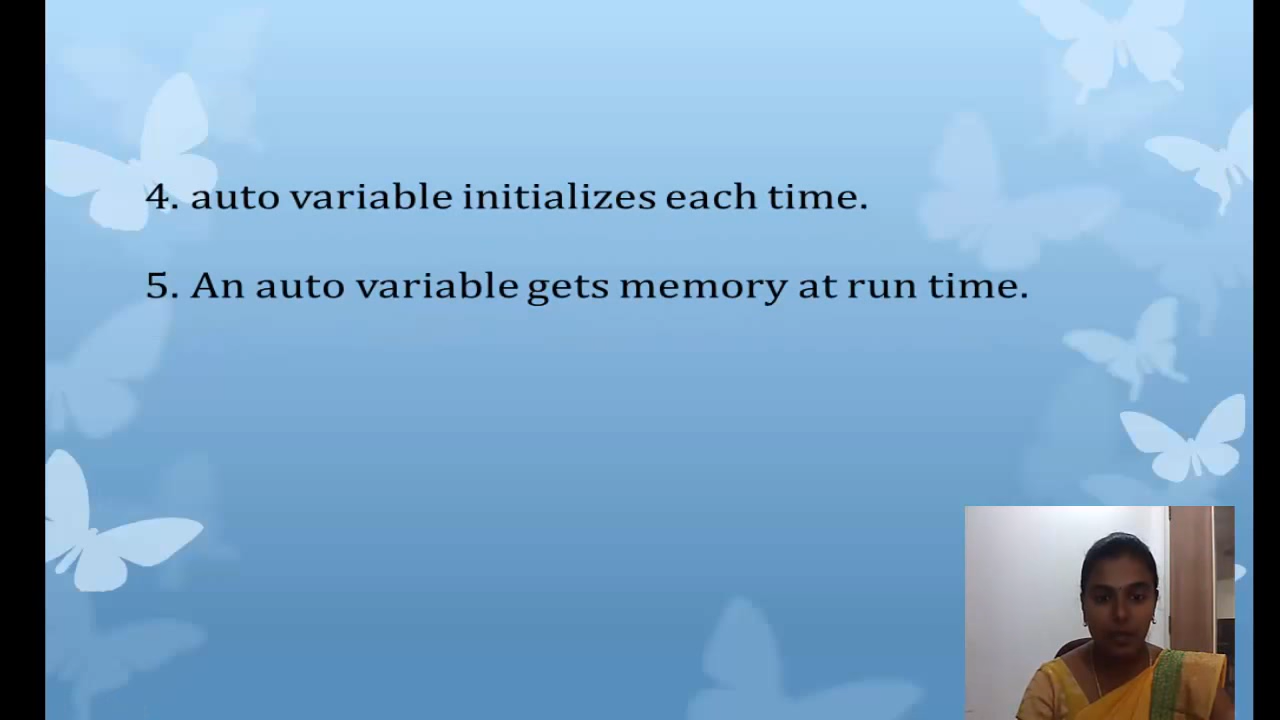 4. auto variable initializes each time.
5. An auto variable gets memory at run time.